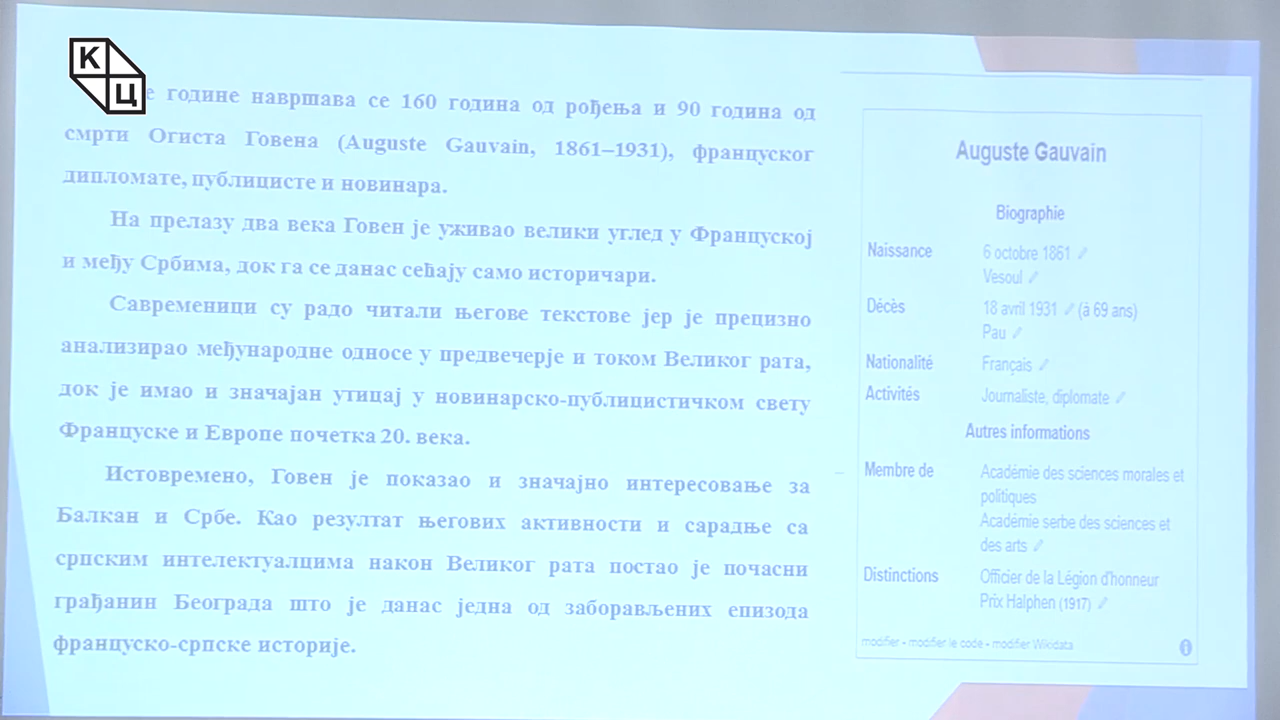 К
Ц
године навршава се 160 година од рођења и 90 година од
смрти Огиста Говена (Auguste Gauvain, 1861–1931), француског
дипломате, публицисте и новинара.
На прелазу два века Говен је уживао велики углед у Француској
и међу Србима, док га се данас сећају само историчари.
Савременици су радо читали његове текстове јер је прецизно
анализирао међународне односе у предвечерје и током Великог рата,
док је имао и значајан утицај у новинарско-публицистичком свету
Француске и Европе почетка 20. века.
Истовремено, Говен је показао и значајно интересовање за
Балкан и Србе. Као резултат његових активности и сарадње са
српским интелектуалцима након Великог рата постао је почасни
грађанин Београда што је данас једна од заборављених епизода
француско-српске историје.
Auguste Gauvain
Biographie
Naissance 6 octobre 1861
Vesoul
Décès 18 avril 1931 (à 69 ans)
Pau
Nationalité Français
Activités Journaliste, diplomate
Autres informations
Membre de Académie des sciences morales et
politiques
Académie serbe des sciences et
des arts
Distinctions Officier de la Légion d'honneur
Prix Halphen (1917)
modifier - modifier le code - modifier Wikidata